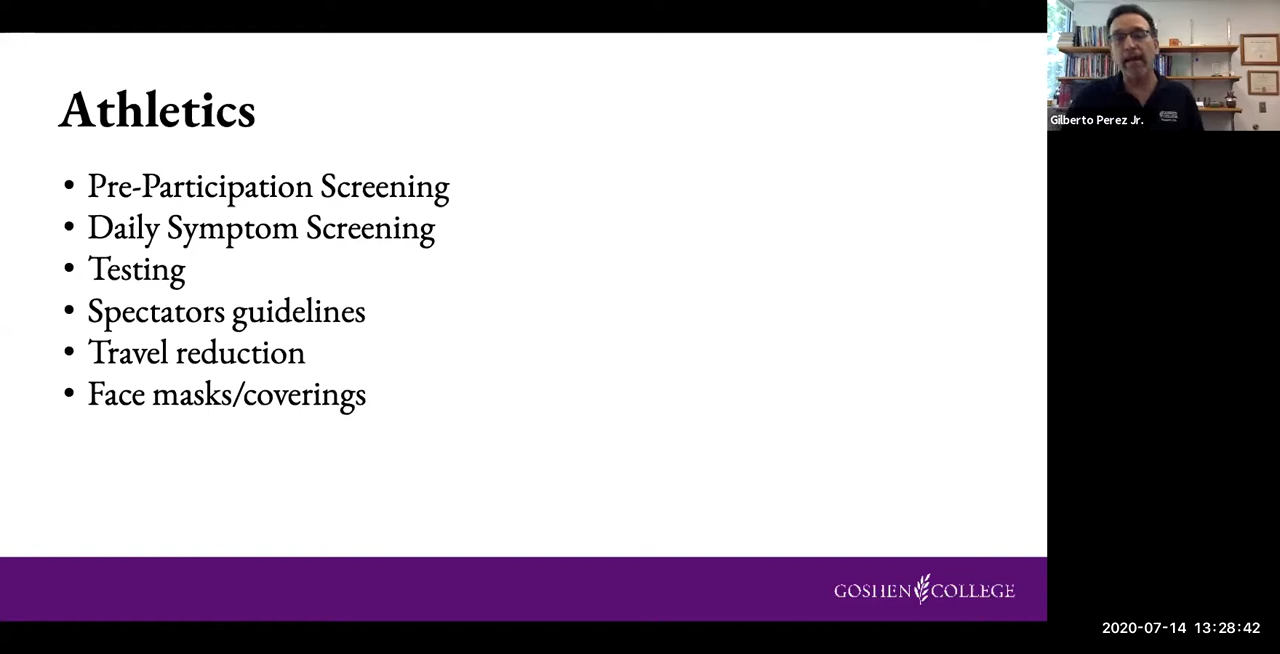 Athletics
• Pre-Participation Screening
• Daily Symptom Screening
• Testing
• Spectators guidelines
• Travel reduction
• Face masks/coverings
GOSHEN COLLEGE
Gilberto Perez Jr.
2020-07-14 13:28:42